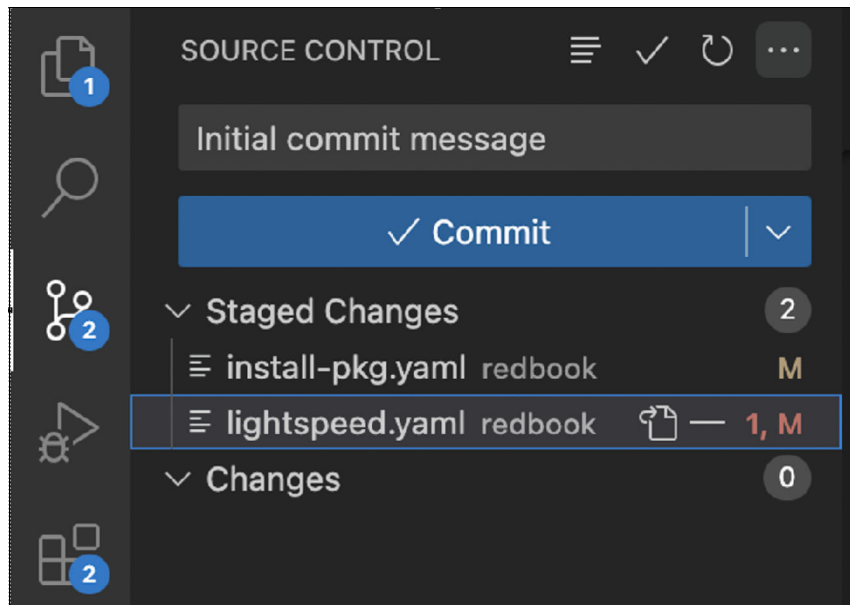 SOURCE CONTROL
1
Initial commit message
Commit
2
Staged Changes 2
install-pkg.yaml redbook M
lightspeed.yaml redbook 1, M
Changes 0
2